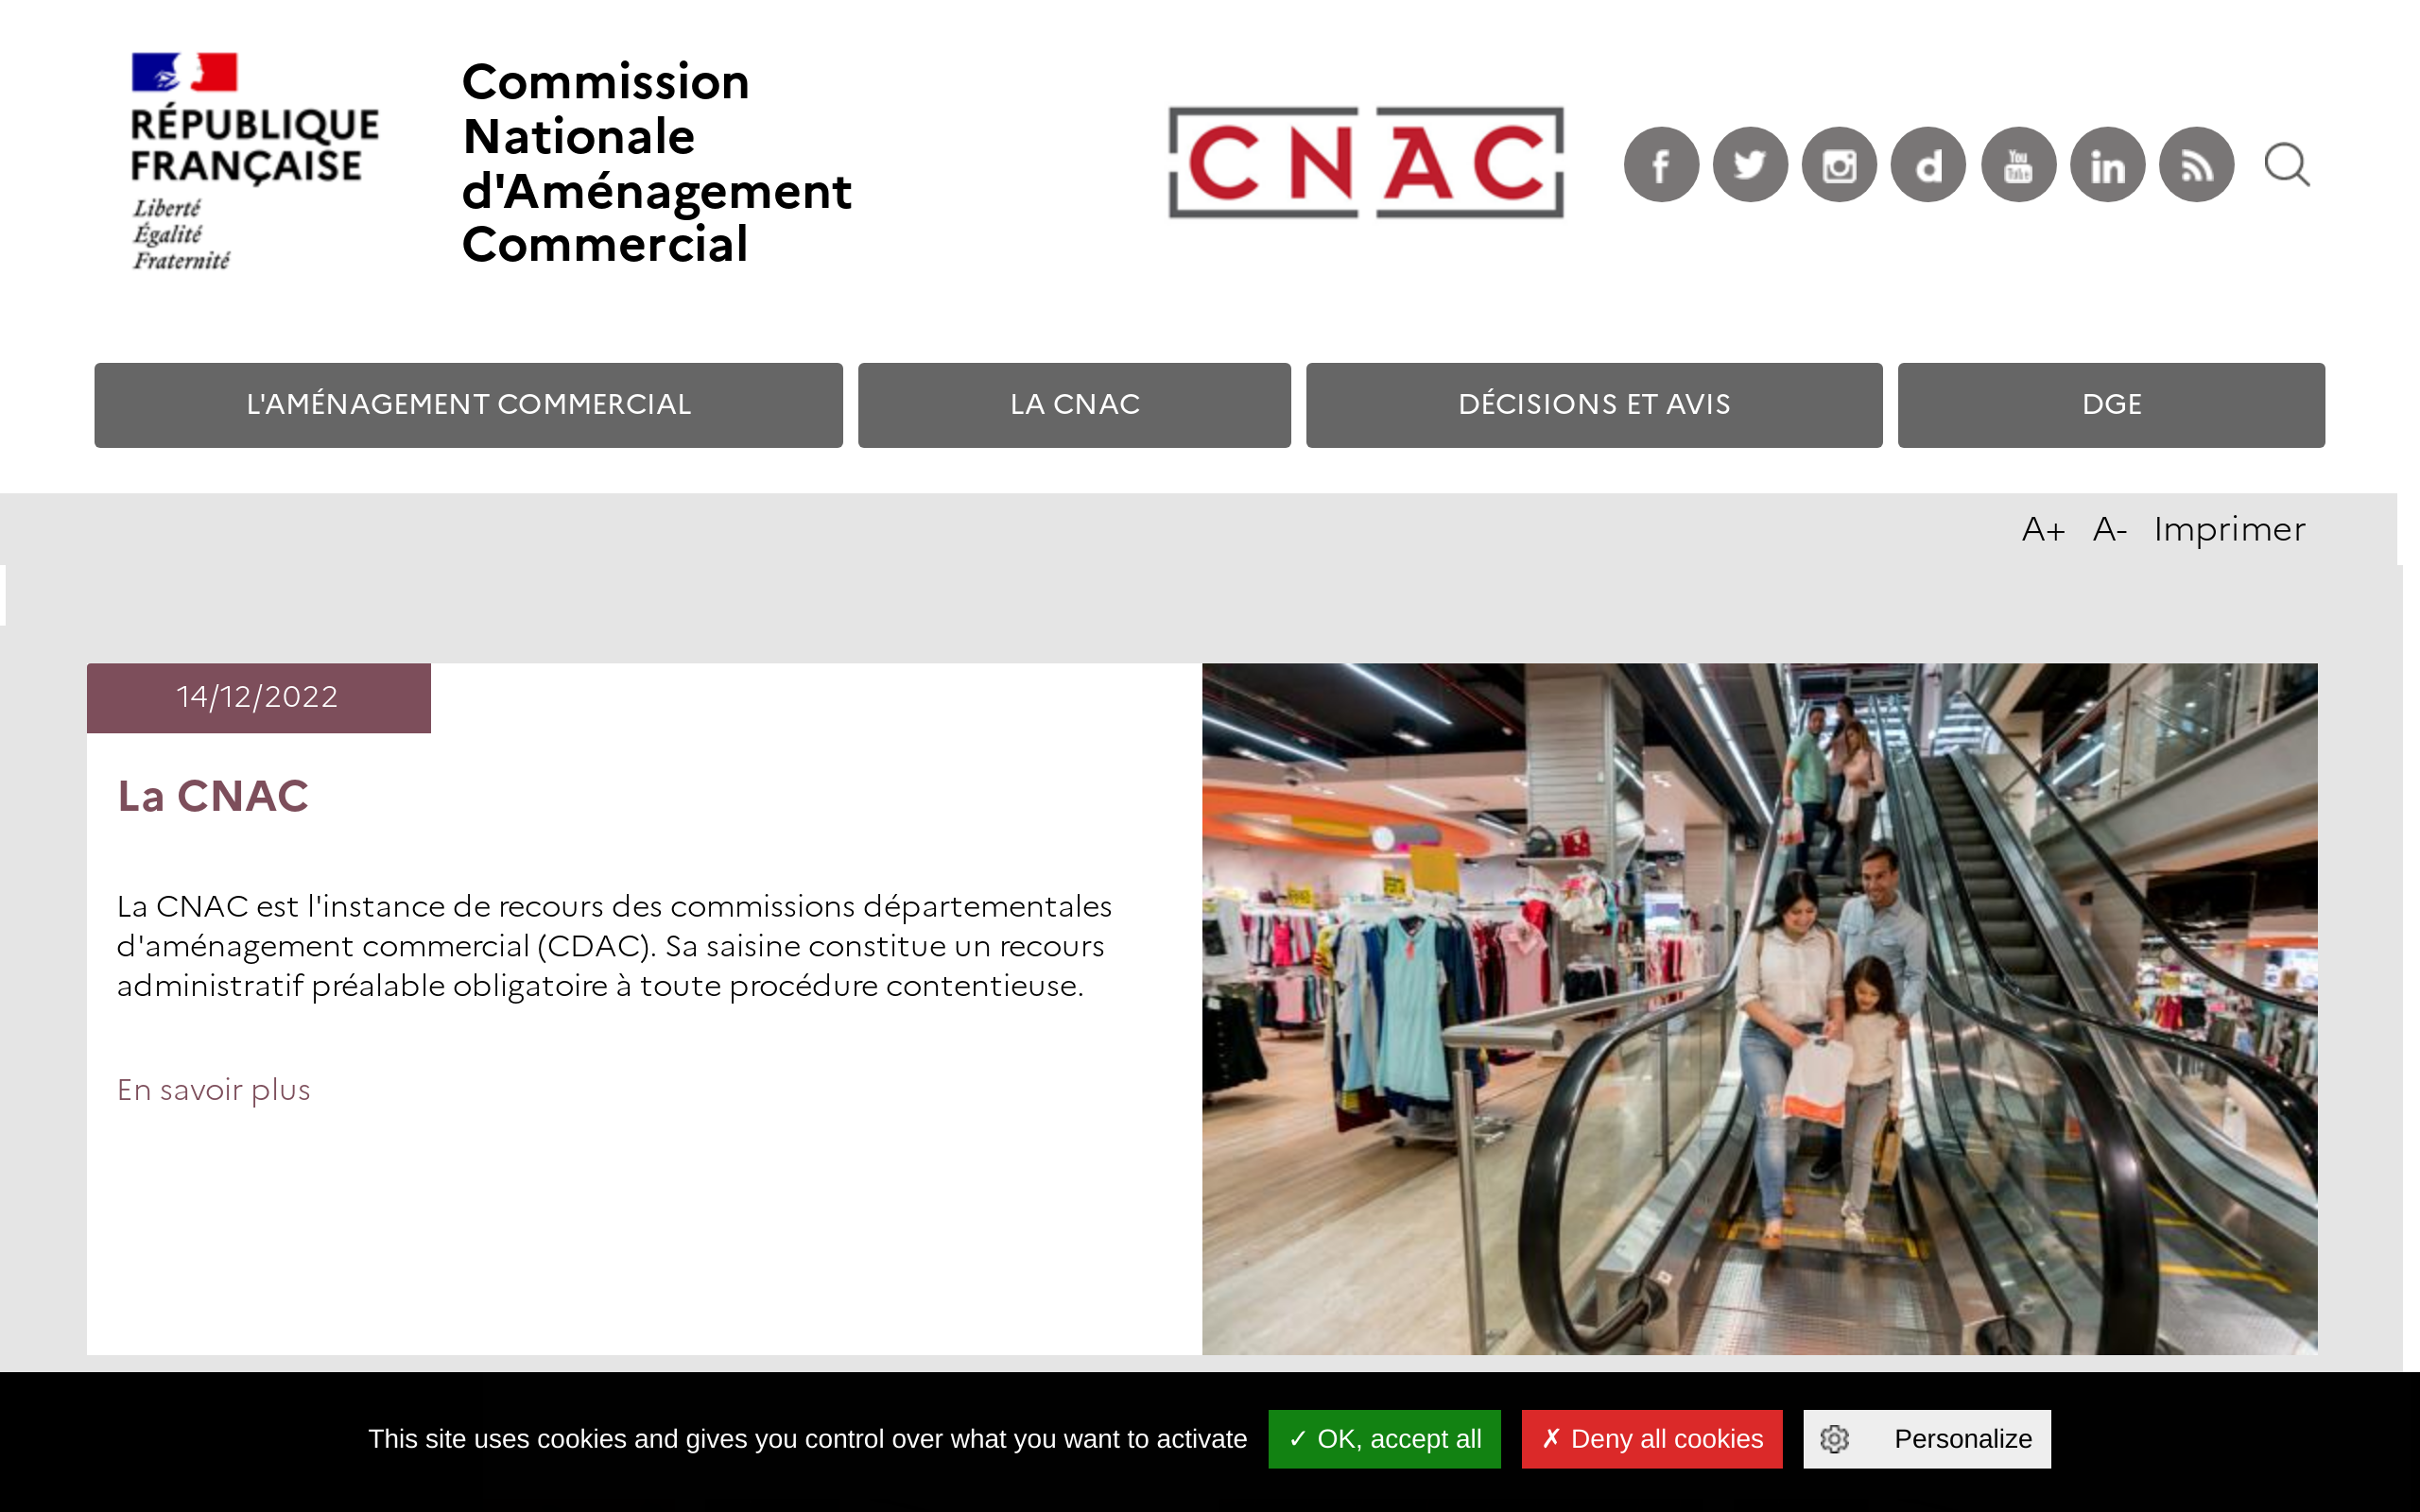 RÉPUBLIQUE
FRANÇAISE
Liberté
Égalité
Fraternité
Commission
Nationale
d'Aménagement
Commercial
CNAC
You
Tube
L'AMÉNAGEMENT COMMERCIAL
LA CNAC
DÉCISIONS ET AVIS
DGE
A+ A- Imprimer
14/12/2022
La CNAC
La CNAC est l'instance de recours des commissions départementales
d'aménagement commercial (CDAC). Sa saisine constitue un recours
administratif préalable obligatoire à toute procédure contentieuse.
En savoir plus
This site uses cookies and gives you control over what you want to activate
✓ OK, accept all
✗ Deny all cookies
Personalize